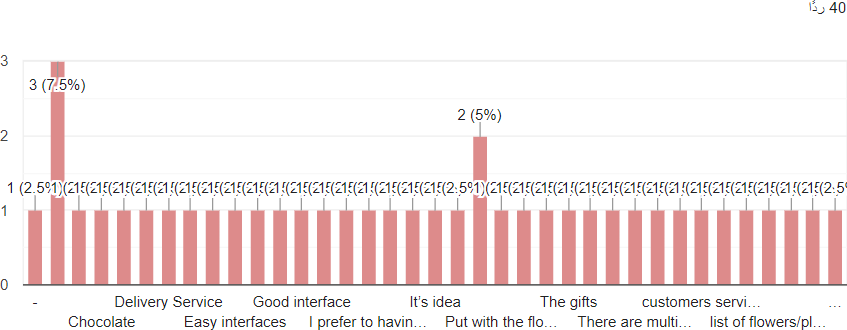 40 ردًا
3
3 (7.5%)
2 (5%)
2
1 (2.5%)
1
0
-
Delivery Service
Good interface
It's idea
The gifts
customers servi…
…
Chocolate
Easy interfaces
I prefer to havin…
Put with the flo…
There are multi…
list of flowers/pl…